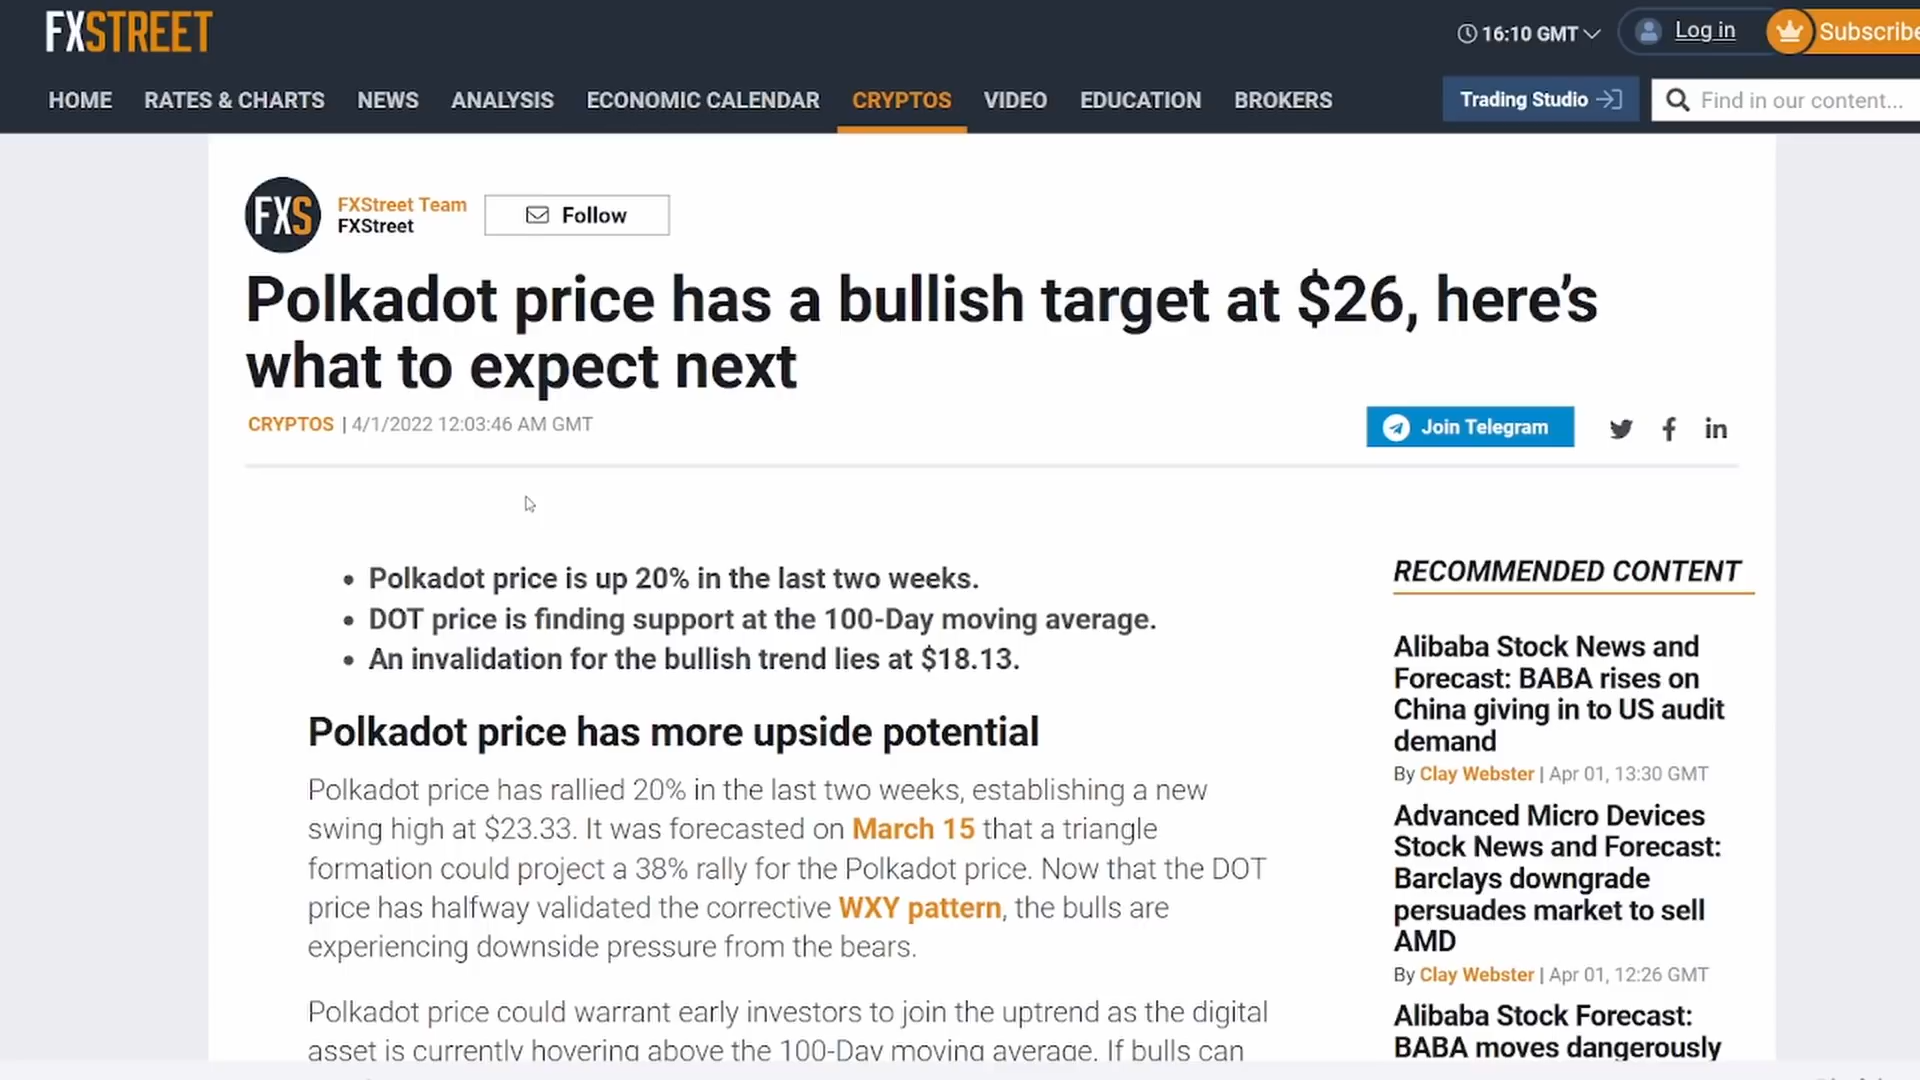 FXSTREET
16:10 GMT
Log in
Subscribe
HOME RATES & CHARTS NEWS ANALYSIS ECONOMIC CALENDAR CRYPTOS VIDEO EDUCATION BROKERS
Trading Studio
Find in our content...
FXS
FXStreet Team
FXStreet
Follow
Polkadot price has a bullish target at $26, here’s
what to expect next
CRYPTOS | 4/1/2022 12:03:46 AM GMT
Join Telegram
• Polkadot price is up 20% in the last two weeks.
• DOT price is finding support at the 100-Day moving average.
• An invalidation for the bullish trend lies at $18.13.
Polkadot price has more upside potential
Polkadot price has rallied 20% in the last two weeks, establishing a new
swing high at $23.33. It was forecasted on March 15 that a triangle
formation could project a 38% rally for the Polkadot price. Now that the DOT
price has halfway validated the corrective WXY pattern, the bulls are
experiencing downside pressure from the bears.
Polkadot price could warrant early investors to join the uptrend as the digital
asset is currently hovering above the 100-Day moving average. If bulls can
RECOMMENDED CONTENT
Alibaba Stock News and
Forecast: BABA rises on
China giving in to US audit
demand
By Clay Webster | Apr 01, 13:30 GMT
Advanced Micro Devices
Stock News and Forecast:
Barclays downgrade
persuades market to sell
AMD
By Clay Webster | Apr 01, 12:26 GMT
Alibaba Stock Forecast:
BABA moves dangerously